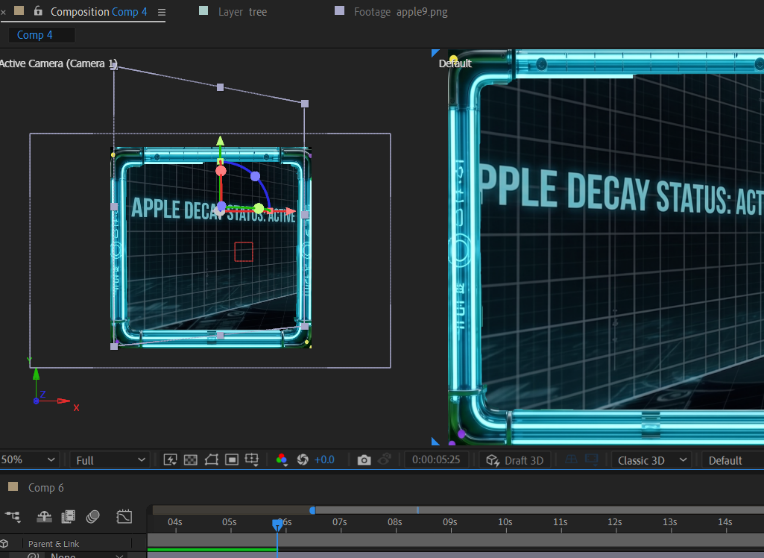 × Composition Comp 4 ☰ Layer tree Footage apple9.png
Comp 4
Active Camera (Camera 1)
Default
APPLE DECAY STATUS: ACTIVE
APPLE DECAY STATUS: ACT
Y
Z
X
50% Full +0.0 0:00:05:25 Draft 3D Classic 3D Default
Comp 6
04s 05s 06s 07s 08s 09s 10s 11s 12s 13s 14s
Parent & Link
None